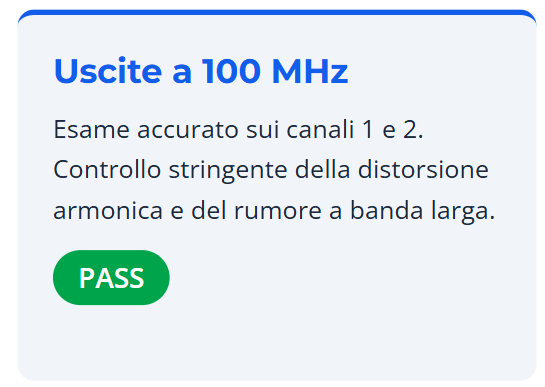 Uscite a 100 MHz
Esame accurato sui canali 1 e 2.
Controllo stringente della distorsione
armonica e del rumore a banda larga.
PASS